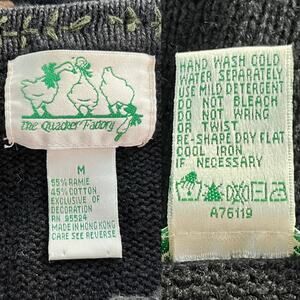 The Quacker Factory
M
55% RAMIE
45% COTTON
EXCLUSIVE OF
DECORATION
RN 95524
MADE IN HONG KONG
CARE SEE REVERSE
HAND WASH COLD
WATER SEPARATELY
USE MILD DETERGENT
DO NOT BLEACH
DO NOT WRING
OR TWIST
RE-SHAPE DRY FLAT
COOL IRON
IF NECESSARY
A76119